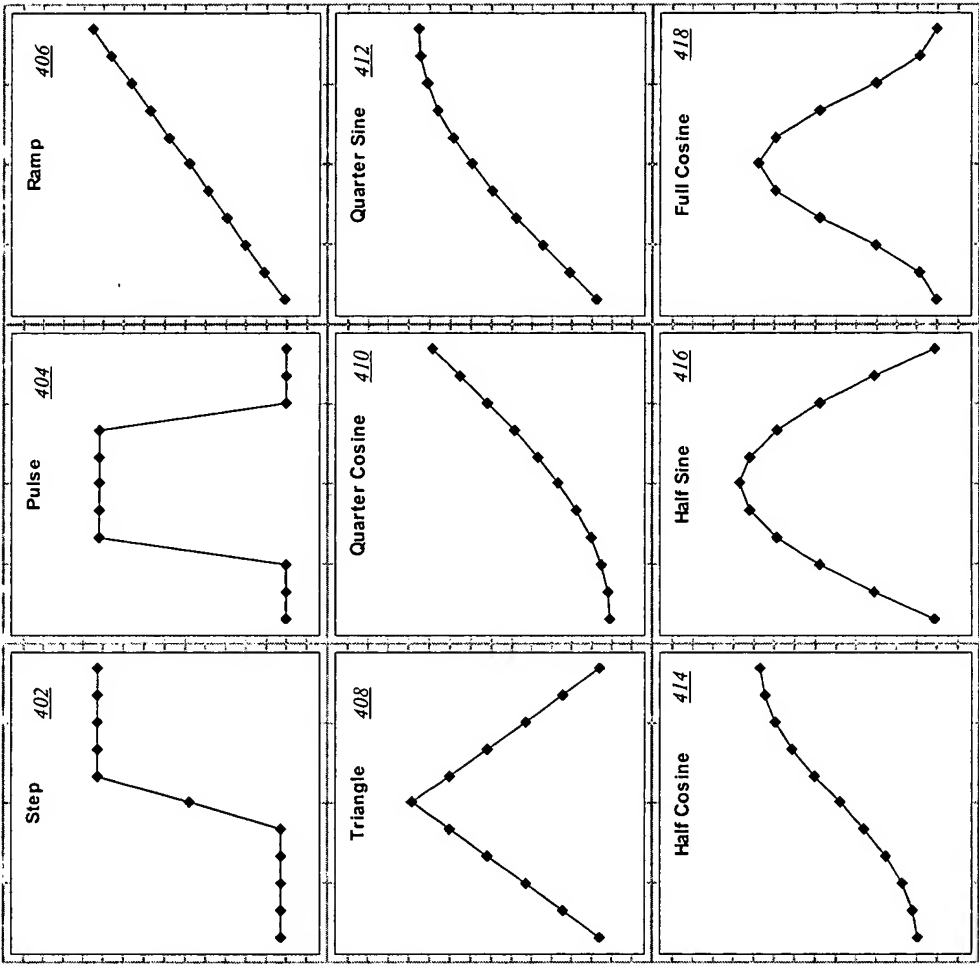 Step
402
Pulse
404
Ramp
406
Triangle
408
Quarter Cosine
410
Quarter Sine
412
Half Cosine
414
Half Sine
416
Full Cosine
418